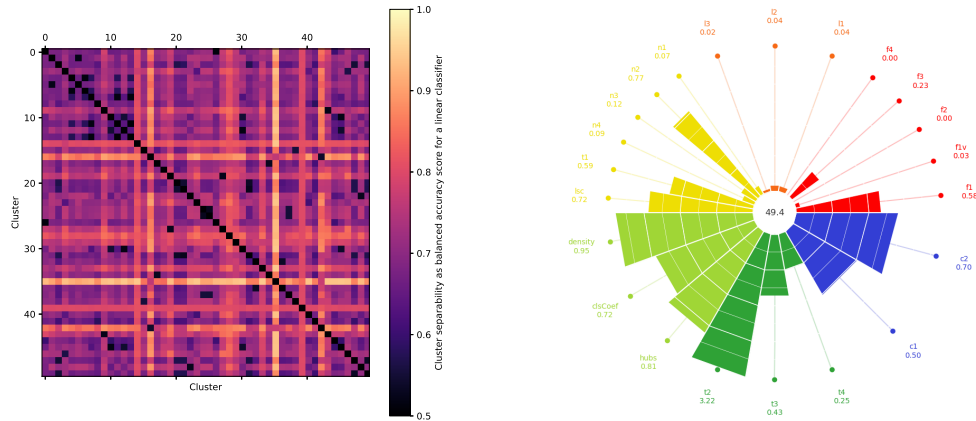 0 20 40
0
10
20
30
40
Cluster
Cluster
1.0
0.9
0.8
0.7
0.6
0.5
Cluster separability as balanced accuracy score for a linear classifier
l3
0.02
l2
0.04
l1
0.04
n1
0.07
n2
0.77
n3
0.12
n4
0.09
t1
0.59
lsc
0.72
density
0.95
clsCoef
0.72
hubs
0.81
t2
3.22
t3
0.43
t4
0.25
c1
0.50
c2
0.70
f1
0.58
f1v
0.03
f2
0.00
f3
0.23
f4
0.00
49.4